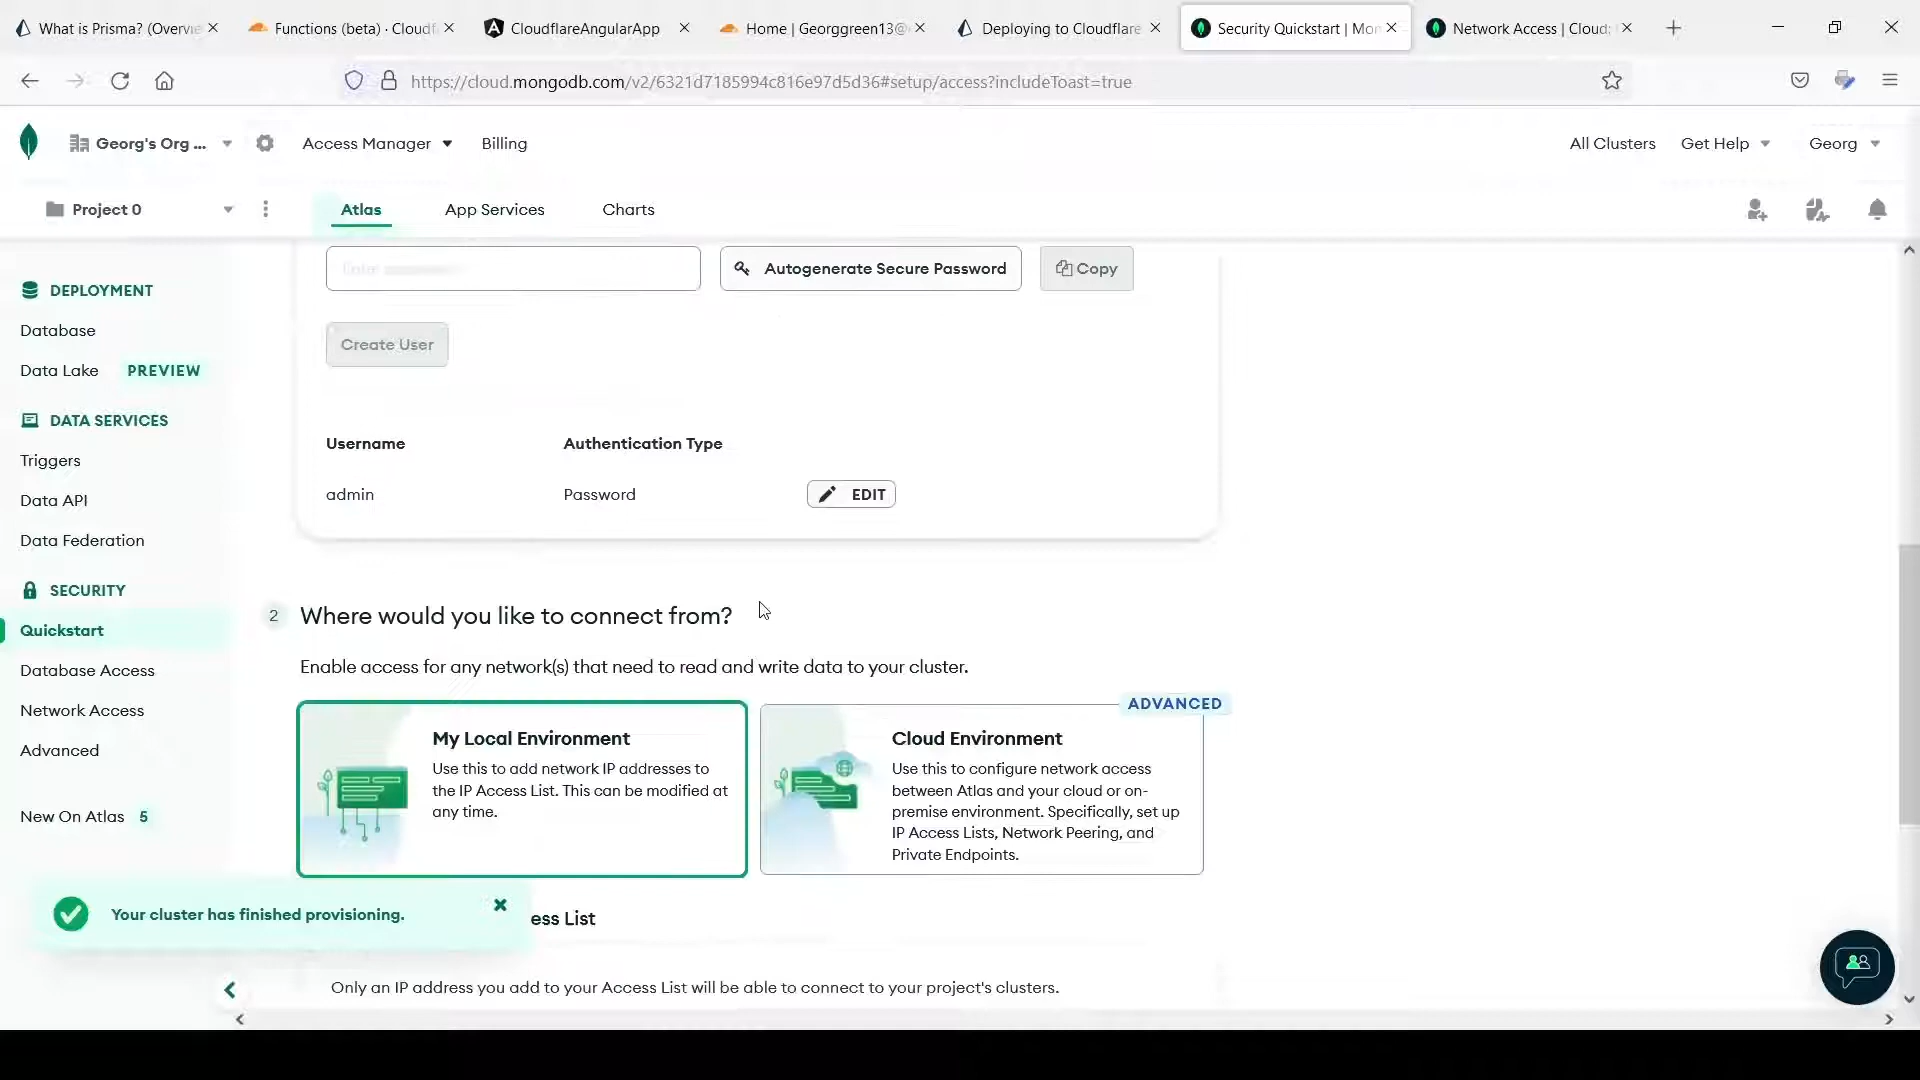 What is Prisma? (Overvie
Functions (beta) · Cloudf
CloudflareAngularApp
Home | Georggreen13@
Deploying to Cloudflare
Security Quickstart | Mon
Network Access | Cloud:
https://cloud.mongodb.com/v2/6321d7185994c816e97d5d36#setup/access?includeToast=true
Georg's Org ...
Access Manager
Billing
All Clusters
Get Help
Georg
Project 0
Atlas
App Services
Charts
DEPLOYMENT
Database
Data Lake PREVIEW
DATA SERVICES
Triggers
Data API
Data Federation
SECURITY
Quickstart
Database Access
Network Access
Advanced
New On Atlas 5
Autogenerate Secure Password
Copy
Create User
Username Authentication Type
admin Password EDIT
2 Where would you like to connect from?
Enable access for any network(s) that need to read and write data to your cluster.
My Local Environment
Use this to add network IP addresses to
the IP Access List. This can be modified at
any time.
ADVANCED
Cloud Environment
Use this to configure network access
between Atlas and your cloud or on-
premise environment. Specifically, set up
IP Access Lists, Network Peering, and
Private Endpoints.
Your cluster has finished provisioning.
ess List
Only an IP address you add to your Access List will be able to connect to your project's clusters.